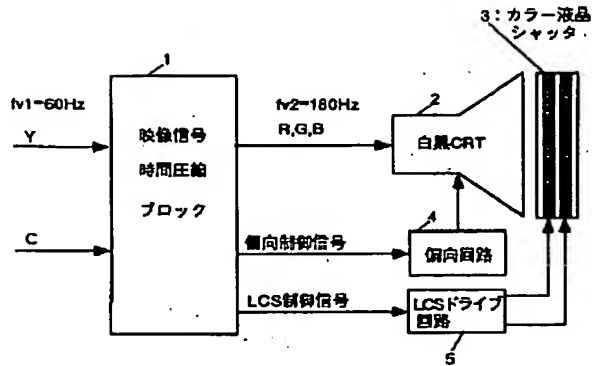 3：カラー液晶
シャッタ
1
fv1=60Hz
fv2=180Hz
2
Y
R,G,B
映像信号
時間圧縮
ブロック
白黒CRT
C
4
偏向制御信号
偏向回路
LCS制御信号
LCSドライブ
回路
5